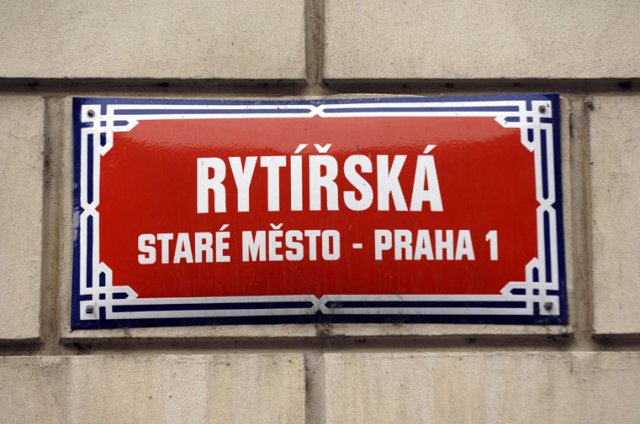 RYTÍŘSKÁ
STARÉ MĚSTO - PRAHA 1